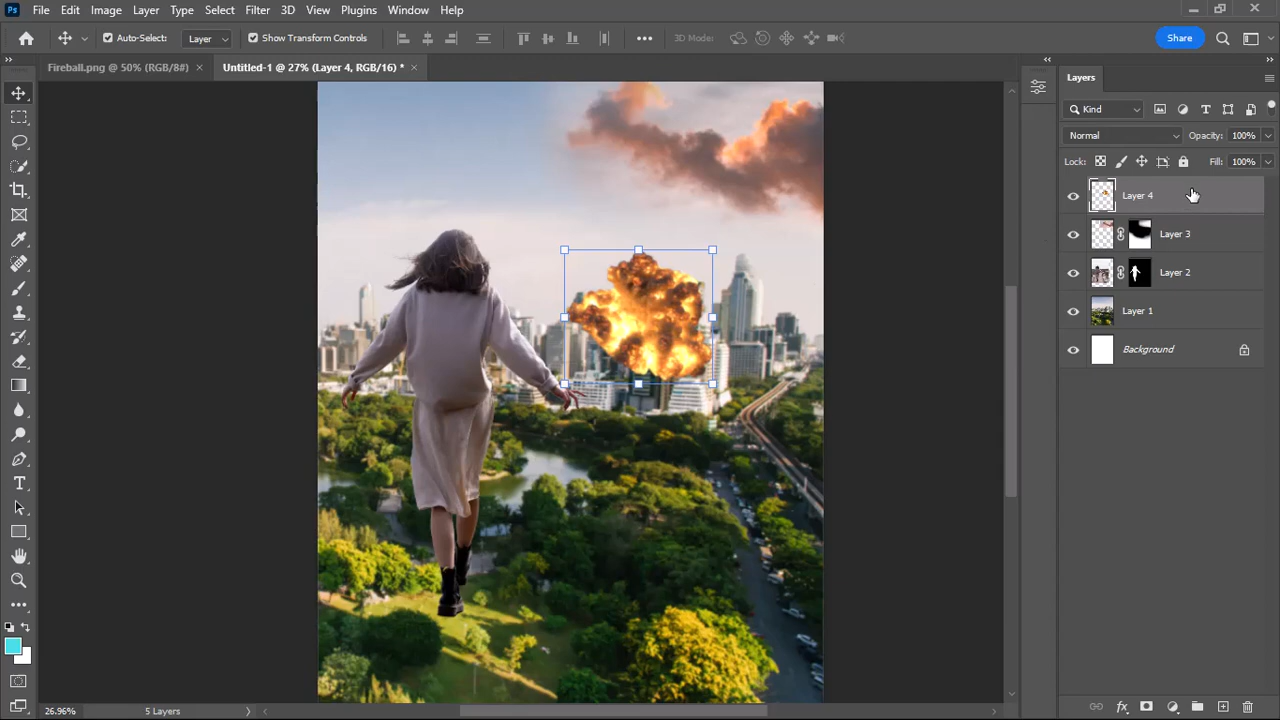 Ps File Edit Image Layer Type Select Filter 3D View Plugins Window Help
Auto-Select: Layer Show Transform Controls 3D Mode: Share
Fireball.png @ 50% (RGB/8#) × Untitled-1 @ 27% (Layer 4, RGB/16) * ×
Layers
Kind
Normal Opacity: 100%
Lock: Fill: 100%
Layer 4
Layer 3
Layer 2
Layer 1
Background
26.96% 5 Layers